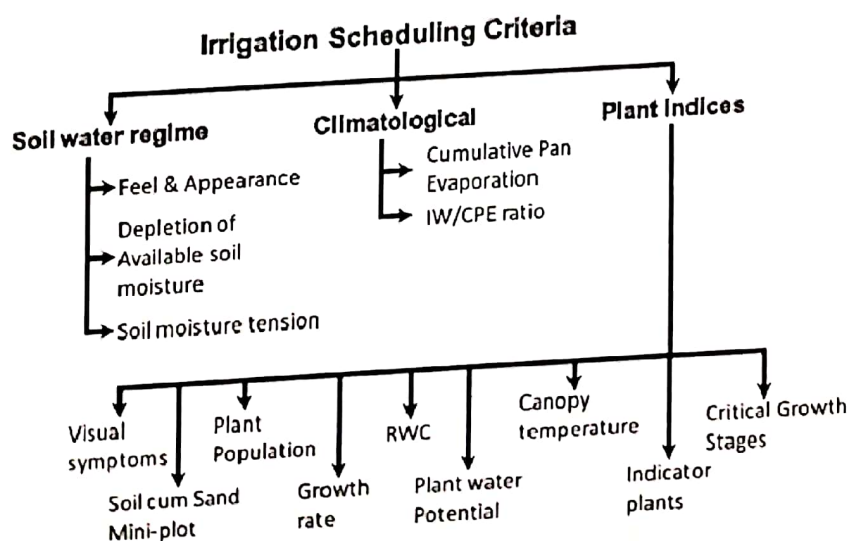 Irrigation Scheduling Criteria
Soil water regime
Feel & Appearance
Depletion of
Available soil
moisture
Soil moisture tension
Climatological
Cumulative Pan
Evaporation
IW/CPE ratio
Plant Indices
Visual
symptoms
Soil cum Sand
Mini-plot
Plant
Population
Growth
rate
RWC
Plant water
Potential
Canopy
temperature
Indicator
plants
Critical Growth
Stages